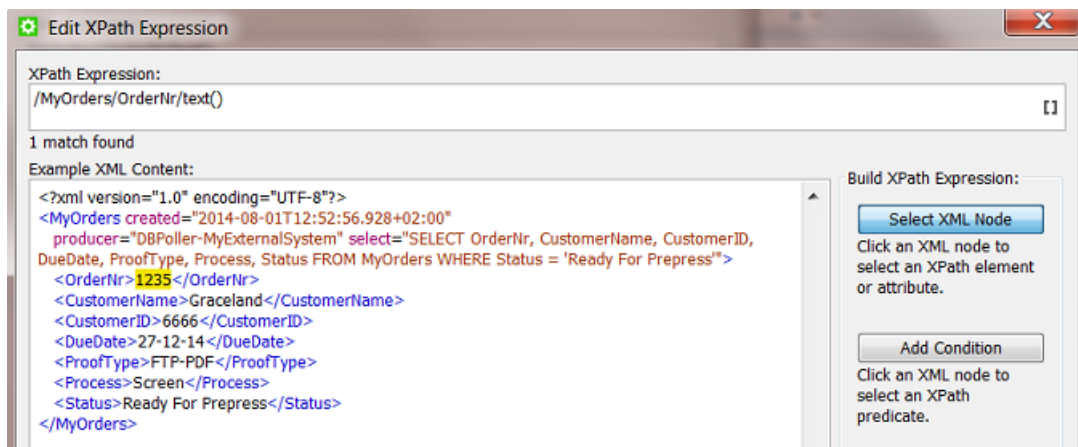 Edit XPath Expression
X
XPath Expression:
/MyOrders/OrderNr/text()
[]
1 match found
Example XML Content:
<?xml version="1.0" encoding="UTF-8"?>
<MyOrders created="2014-08-01T12:52:56.928+02:00"
producer="DBPoller-MyExternalSystem" select="SELECT OrderNr, CustomerName, CustomerID,
DueDate, ProofType, Process, Status FROM MyOrders WHERE Status = 'Ready For Prepress'">
<OrderNr>1235</OrderNr>
<CustomerName>Graceland</CustomerName>
<CustomerID>6666</CustomerID>
<DueDate>27-12-14</DueDate>
<ProofType>FTP-PDF</ProofType>
<Process>Screen</Process>
<Status>Ready For Prepress</Status>
</MyOrders>
Build XPath Expression:
Select XML Node
Click an XML node to
select an XPath element
or attribute.
Add Condition
Click an XML node to
select an XPath
predicate.